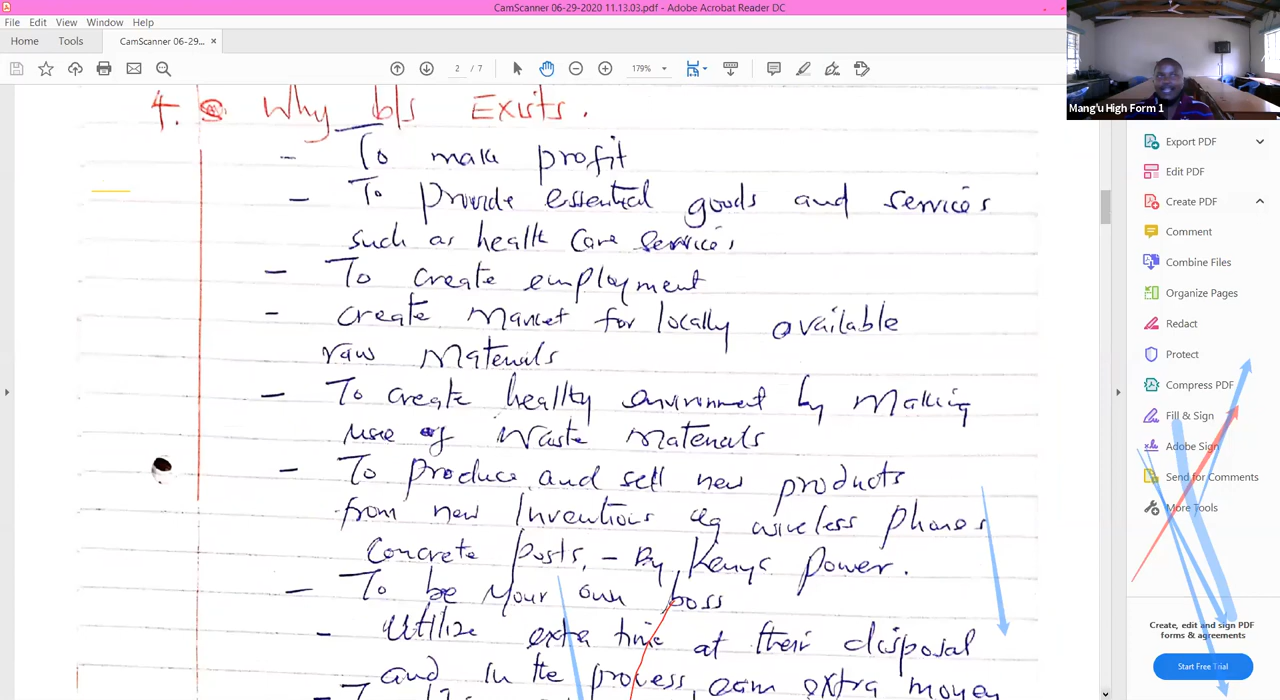 CamScanner 06-29-2020 11.13.03.pdf - Adobe Acrobat Reader DC
File Edit View Window Help
Home Tools CamScanner 06-29... ×
2 / 7 179%
Mang'u High Form 1
4. Why b/s Exists.
- To make profit
- To provide essential goods and services
such as health care services,
- To create employment
- Create Market for locally available
raw Materials
- To create healthy environment by Making
use of Waste Materials
- To produce and sell new products
from new Inventions eg wireless phones
Concrete posts, - By Kenya Power.
- To be Your own boss
- Utilize extra time at their disposal
and in the process earn extra money
Export PDF
Edit PDF
Create PDF
Comment
Combine Files
Organize Pages
Redact
Protect
Compress PDF
Fill & Sign
Adobe Sign
Send for Comments
More Tools
Create, edit and sign PDF
forms & agreements
Start Free Trial